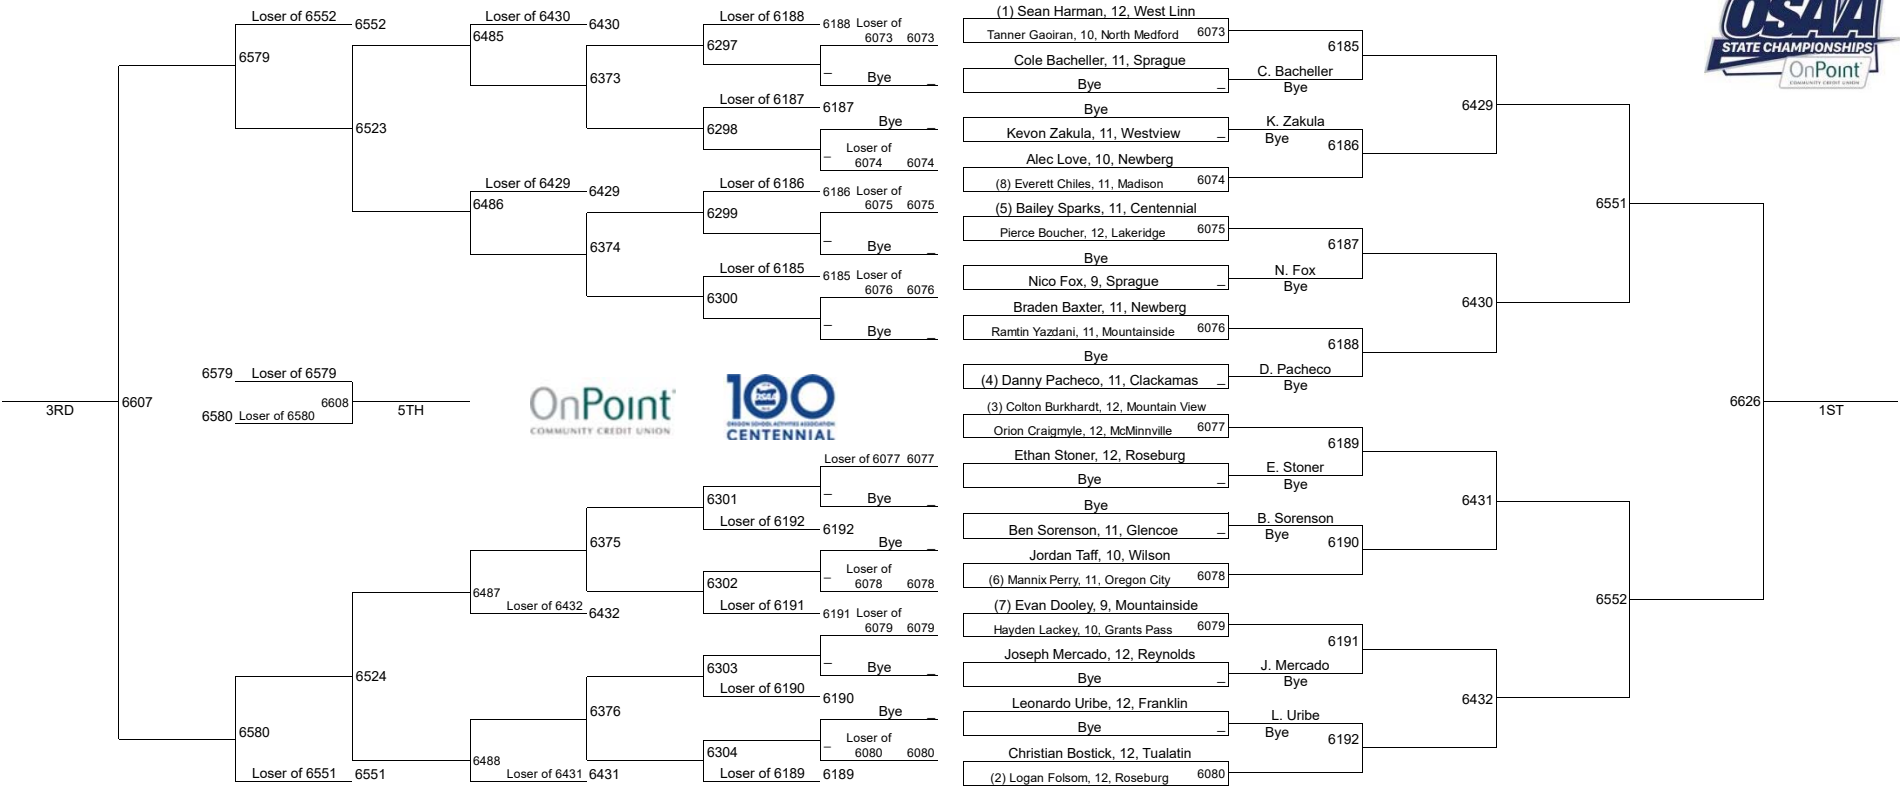 Loser of 6552 6552
6579
Loser of 6430 6430
6485
6373
Loser of 6188 6188
6297
Loser of
6073 6073
_ Bye _
Loser of 6187 6187
6298
Bye _
_ Loser of
6074 6074
6523
Loser of 6429 6429
6486
6374
Loser of 6186 6186
6299
Loser of
6075 6075
_ Bye _
Loser of 6185 6185
6300
Loser of
6076 6076
_ Bye _
3RD
6607
6579 Loser of 6579
6608
6580 Loser of 6580
5TH
OnPoint
COMMUNITY CREDIT UNION
100
OSAA
OREGON SCHOOL ACTIVITIES ASSOCIATION
CENTENNIAL
Loser of 6077 6077
_ Bye _
6301
Loser of 6192 6192
6375
Bye _
_ Loser of
6078 6078
6302
Loser of 6191 6191
6487
Loser of 6432 6432
6524
Loser of
6079 6079
_ Bye _
6303
Loser of 6190 6190
6376
Bye _
_ Loser of
6080 6080
6304
Loser of 6189 6189
6488
Loser of 6431 6431
6580
Loser of 6551 6551
(1) Sean Harman, 12, West Linn
Tanner Gaoiran, 10, North Medford 6073
Cole Bacheller, 11, Sprague
Bye _
Bye
Kevon Zakula, 11, Westview _
Alec Love, 10, Newberg
(8) Everett Chiles, 11, Madison 6074
(5) Bailey Sparks, 11, Centennial
Pierce Boucher, 12, Lakeridge 6075
Bye
Nico Fox, 9, Sprague _
Braden Baxter, 11, Newberg
Ramtin Yazdani, 11, Mountainside 6076
Bye
(4) Danny Pacheco, 11, Clackamas _
(3) Colton Burkhardt, 12, Mountain View
Orion Craigmyle, 12, McMinnville 6077
Ethan Stoner, 12, Roseburg
Bye _
Bye
Ben Sorenson, 11, Glencoe _
Jordan Taff, 10, Wilson
(6) Mannix Perry, 11, Oregon City 6078
(7) Evan Dooley, 9, Mountainside
Hayden Lackey, 10, Grants Pass 6079
Joseph Mercado, 12, Reynolds
Bye _
Leonardo Uribe, 12, Franklin
Bye _
Christian Bostick, 12, Tualatin
(2) Logan Folsom, 12, Roseburg 6080
6185
C. Bacheller
Bye
K. Zakula
Bye
6186
6187
N. Fox
Bye
6188
D. Pacheco
Bye
6189
E. Stoner
Bye
B. Sorenson
Bye
6190
6191
J. Mercado
Bye
L. Uribe
Bye
6192
6429
6430
6431
6432
6551
6552
6626
1ST
OSAA
STATE CHAMPIONSHIPS
OnPoint
COMMUNITY CREDIT UNION